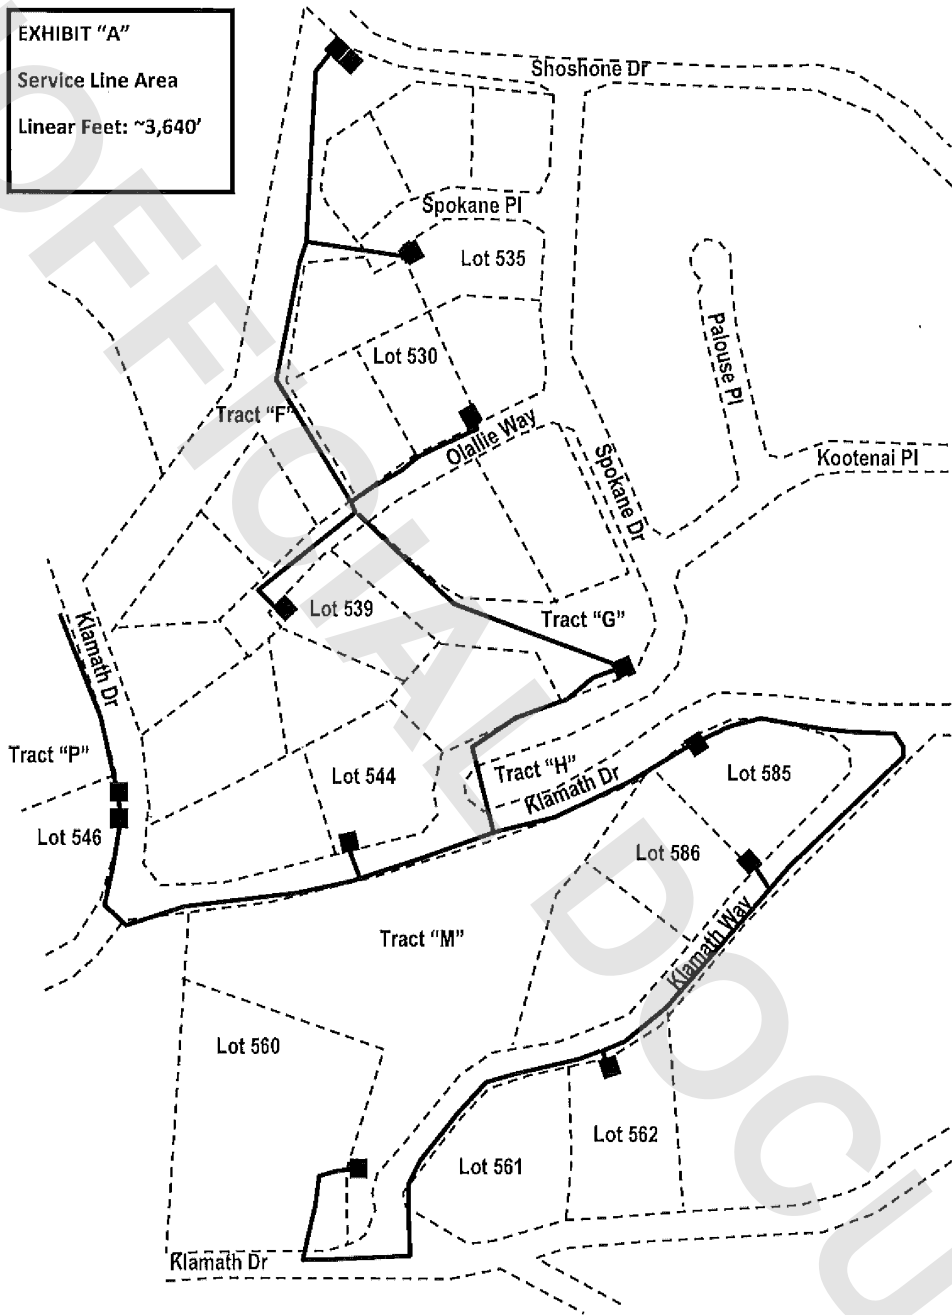 EXHIBIT “A”
Service Line Area
Linear Feet: ~3,640’
Shoshone Dr
Spokane Pl
Lot 535
Palouse Pl
Lot 530
Tract “F”
Olallie Way
Spokane Dr
Kootenai Pl
Lot 539
Tract “G”
Klamath Dr
Tract “P”
Lot 544
Tract “H”
Klamath Dr
Lot 585
Lot 546
Lot 586
Tract “M”
Klamath Way
Lot 560
Lot 562
Lot 561
Klamath Dr
OFFICIAL DOCU